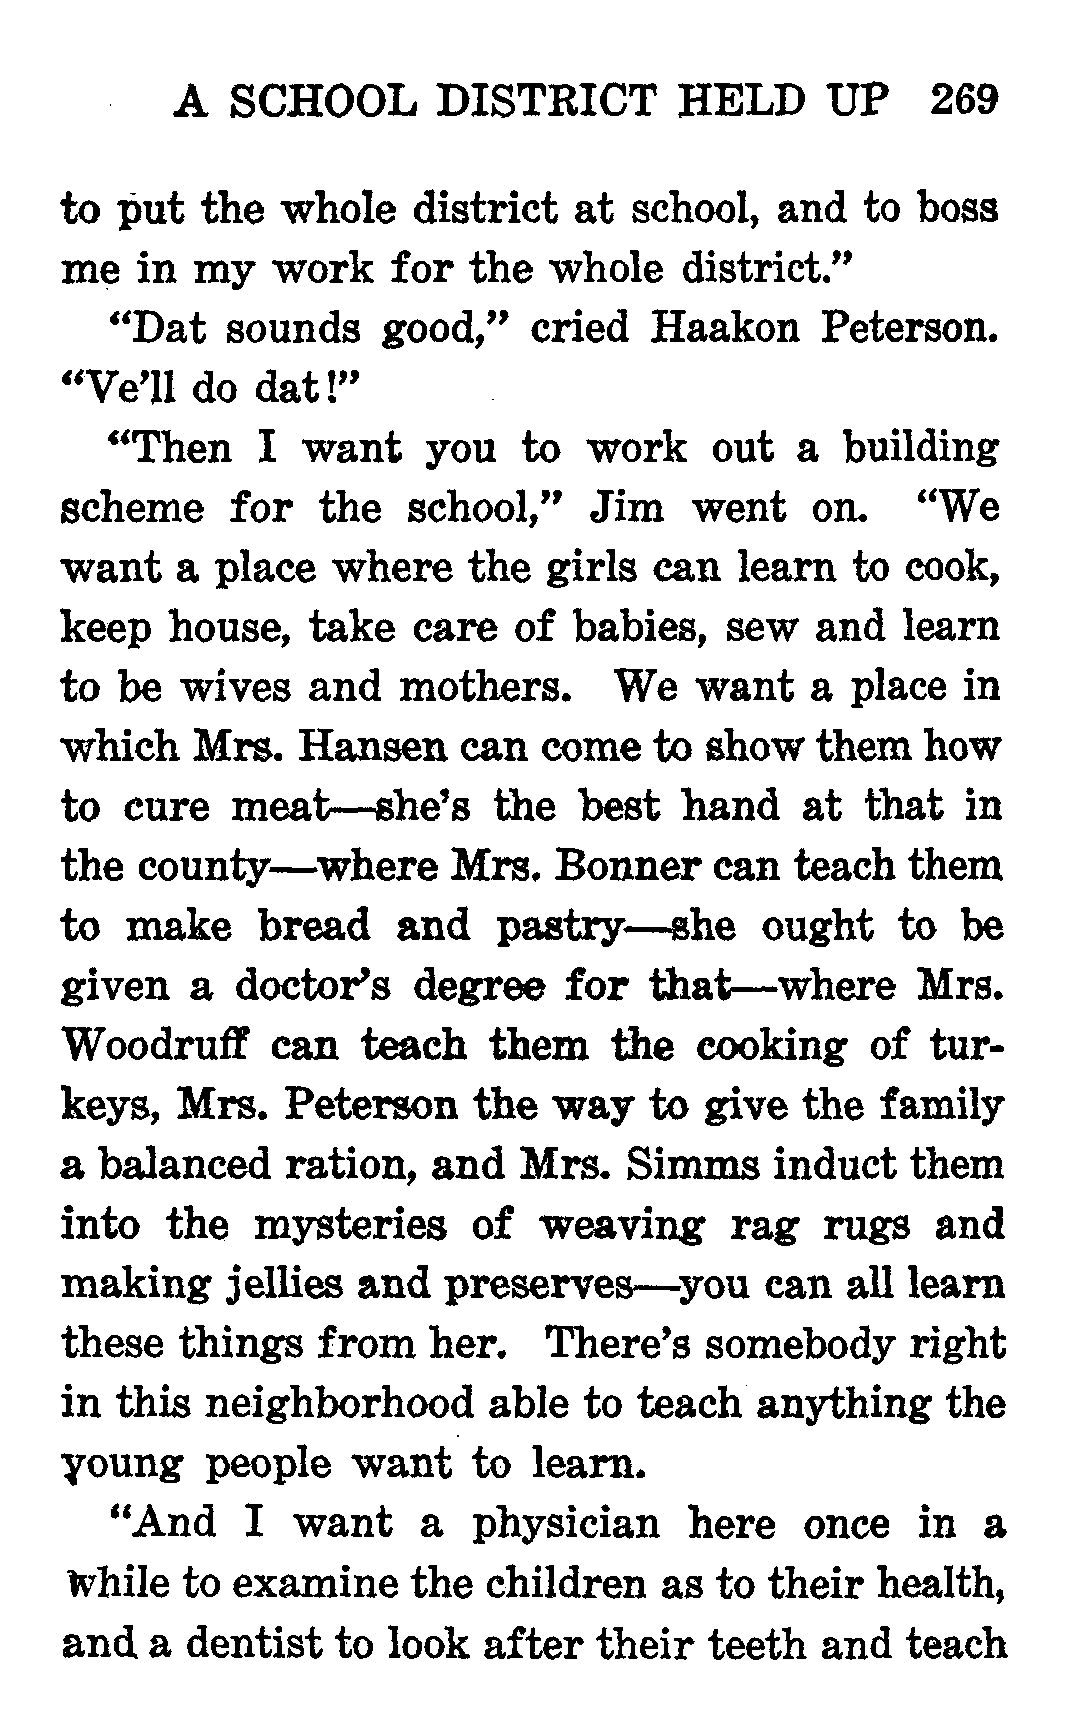 A SCHOOL DISTRICT HELD UP 269
to put the whole district at school, and to boss
me in my work for the whole district.”
“Dat sounds good,” cried Haakon Peterson.
“Ve’ll do dat!”
“Then I want you to work out a building
scheme for the school,” Jim went on. “We
want a place where the girls can learn to cook,
keep house, take care of babies, sew and learn
to be wives and mothers. We want a place in
which Mrs. Hansen can come to show them how
to cure meat—she’s the best hand at that in
the county—where Mrs. Bonner can teach them
to make bread and pastry—she ought to be
given a doctor’s degree for that—where Mrs.
Woodruff can teach them the cooking of tur-
keys, Mrs. Peterson the way to give the family
a balanced ration, and Mrs. Simms induct them
into the mysteries of weaving rag rugs and
making jellies and preserves—you can all learn
these things from her. There’s somebody right
in this neighborhood able to teach anything the
young people want to learn.
“And I want a physician here once in a
while to examine the children as to their health,
and a dentist to look after their teeth and teach